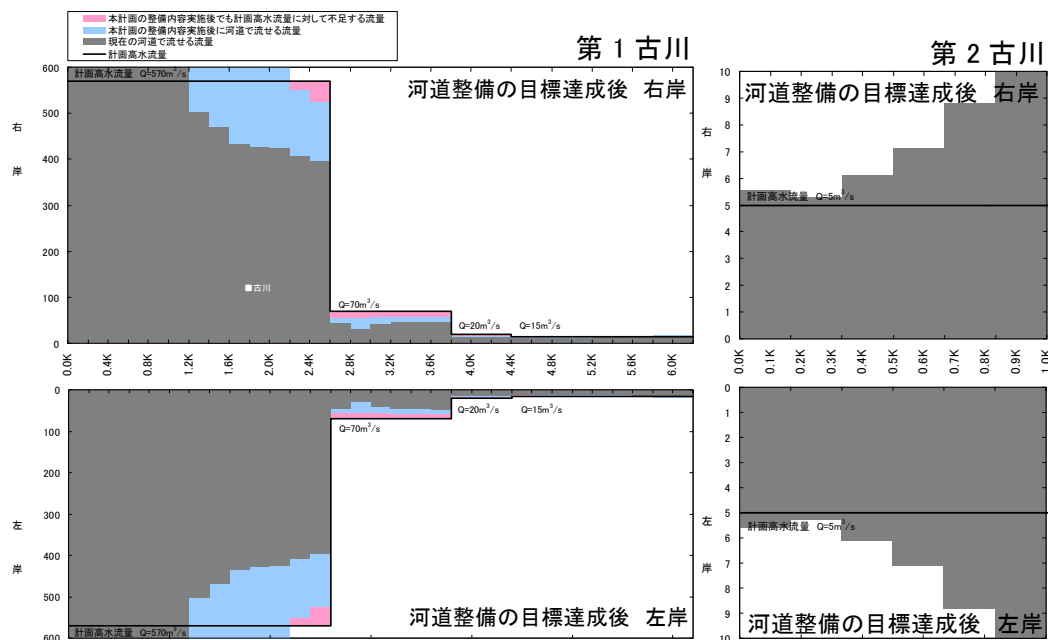 本計画の整備内容実施後でも計画高水流量に対して不足する流量
本計画の整備内容実施後に河道で流せる流量
現在の河道で流せる流量
計画高水流量
第1古川
第2古川
河道整備の目標達成後 右岸
計画高水流量 Q=570m³/s
600
500
400
300
200
100
0
右
岸
古川
Q=70m³/s
Q=20m³/s
Q=15m³/s
0.0K
0.4K
0.8K
1.2K
1.6K
2.0K
2.4K
2.8K
3.2K
3.6K
4.0K
4.4K
4.8K
5.2K
5.6K
6.0K
0
100
200
300
400
500
600
左
岸
Q=70m³/s
Q=20m³/s
Q=15m³/s
計画高水流量 Q=570m³/s
河道整備の目標達成後 左岸
河道整備の目標達成後 右岸
10
9
8
7
6
5
4
3
2
1
0
右
岸
計画高水流量 Q=5m³/s
0.0K
0.1K
0.2K
0.3K
0.4K
0.5K
0.6K
0.7K
0.8K
0.9K
1.0K
0
1
2
3
4
5
6
7
8
9
10
左
岸
計画高水流量 Q=5m³/s
河道整備の目標達成後 左岸